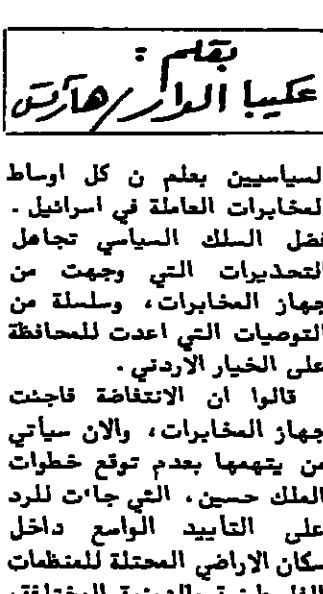 بقلم :
عكيبا الدار / هآرتس
لسياسيين بعلم ن كل اوساط
لمخابرات العاملة في اسرائيل .
فضل السلك السياسي تجاهل
التحذيرات التي وجهت من
جهاز المخابرات، وسلسلة من
التوصيات التي اعدت للمحافظة
على الخيار الاردني .
قالوا ان الانتفاضة فاجئت
جهاز المخابرات، والان سيأتي
من يتهمها بعدم توقع خطوات
الملك حسين، التي جاءت للرد
على التأييد الواسع داخل
سكان الاراضي المحتلة للمنظمات